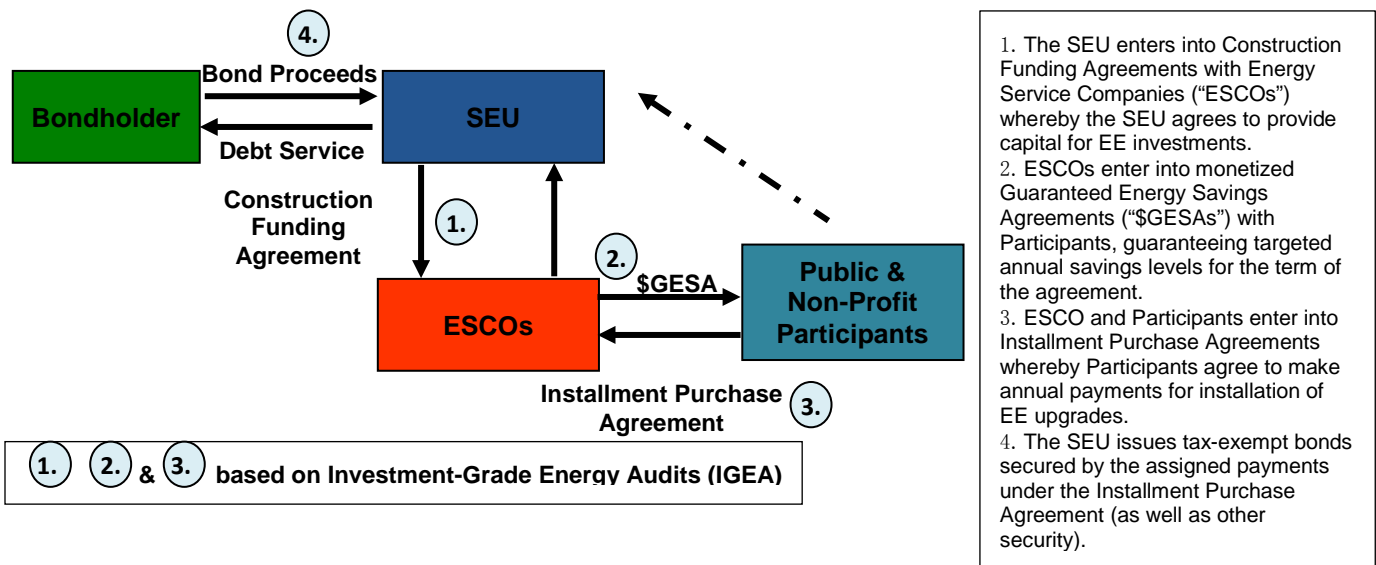 4.
Bond Proceeds
Bondholder
SEU
Debt Service
Construction
Funding
Agreement
1.
2.
$GESA
ESCOs
Public &
Non-Profit
Participants
Installment Purchase
Agreement
3.
1. 2. & 3. based on Investment-Grade Energy Audits (IGEA)
1. The SEU enters into Construction
Funding Agreements with Energy
Service Companies (“ESCOs”)
whereby the SEU agrees to provide
capital for EE investments.
2. ESCOs enter into monetized
Guaranteed Energy Savings
Agreements (“$GESAs”) with
Participants, guaranteeing targeted
annual savings levels for the term of
the agreement.
3. ESCO and Participants enter into
Installment Purchase Agreements
whereby Participants agree to make
annual payments for installation of
EE upgrades.
4. The SEU issues tax-exempt bonds
secured by the assigned payments
under the Installment Purchase
Agreement (as well as other
security).